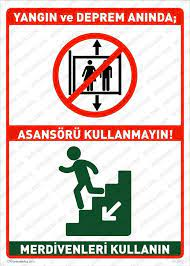 YANGIN ve DEPREM ANINDA;
ASANSÖRÜ KULLANMAYIN!
MERDİVENLERİ KULLANIN